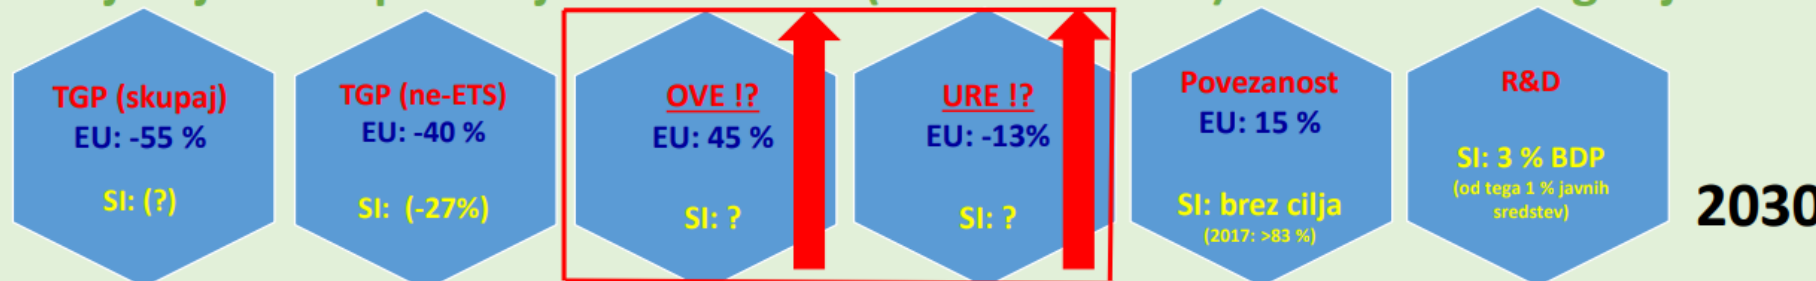 TGP (skupaj)
EU: -55 %
SI: (?)
TGP (ne-ETS)
EU: -40 %
SI: (-27%)
OVE !?
EU: 45 %
SI: ?
URE !?
EU: -13%
SI: ?
Povezanost
EU: 15 %
SI: brez cilja
(2017: >83 %)
R&D
SI: 3 % BDP
(od tega 1 % javnih
sredstev)
2030